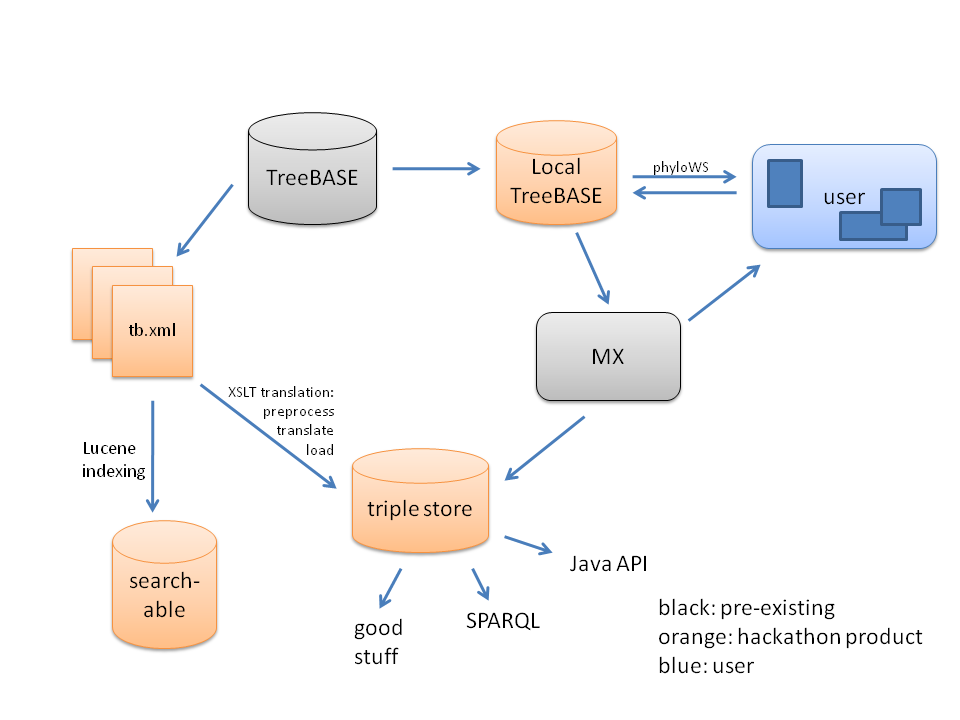 TreeBASE
Local
TreeBASE
phyloWS
user
tb.xml
MX
XSLT translation:
preprocess
translate
load
Lucene
indexing
triple store
search-
able
Java API
good
stuff
SPARQL
black: pre-existing
orange: hackathon product
blue: user